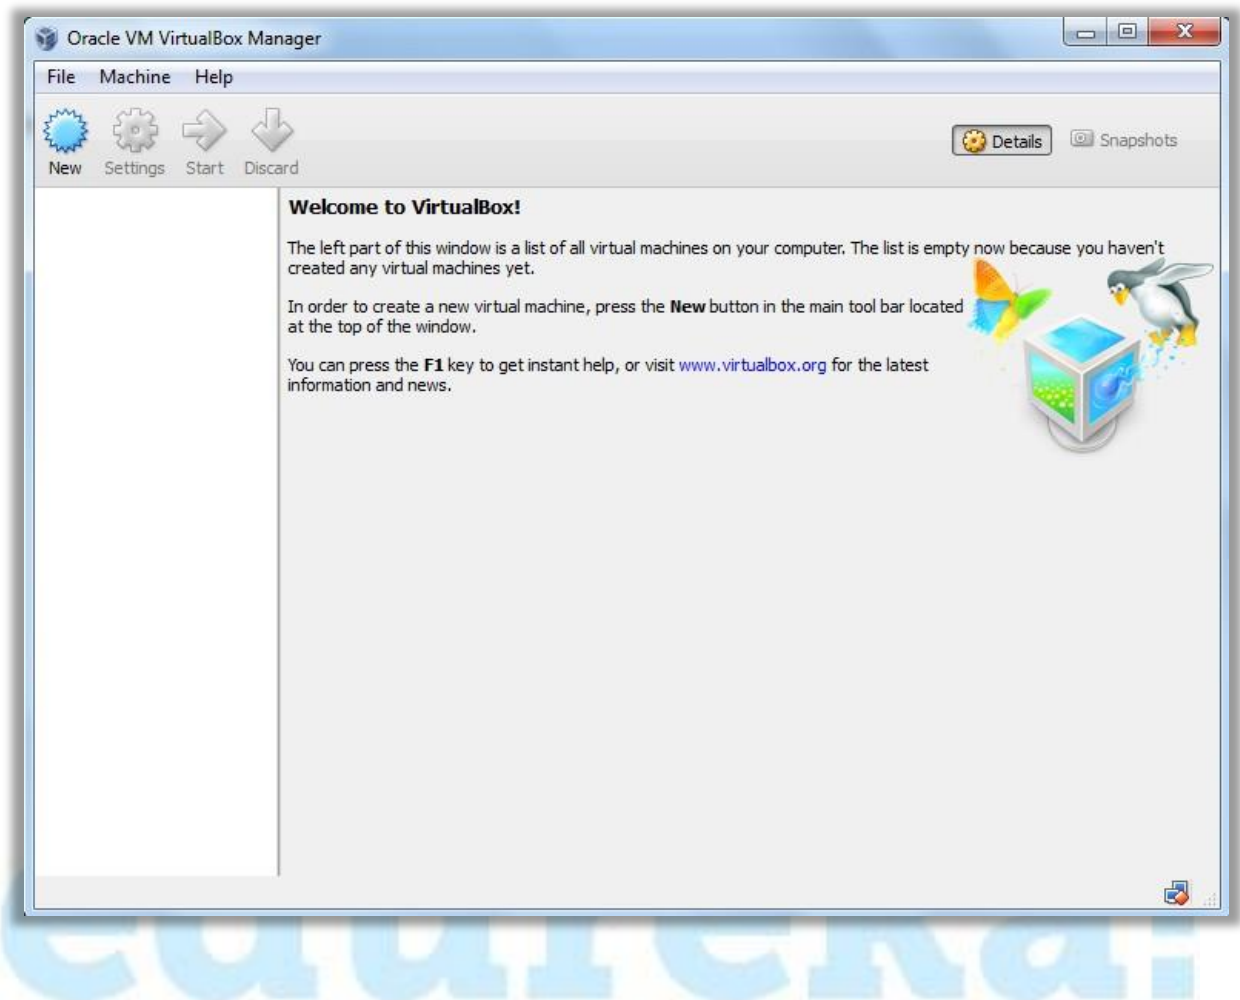 Oracle VM VirtualBox Manager
File Machine Help
New Settings Start Discard
Details Snapshots
Welcome to VirtualBox!
The left part of this window is a list of all virtual machines on your computer. The list is empty now because you haven't
created any virtual machines yet.
In order to create a new virtual machine, press the New button in the main tool bar located
at the top of the window.
You can press the F1 key to get instant help, or visit www.virtualbox.org for the latest
information and news.
edureka!